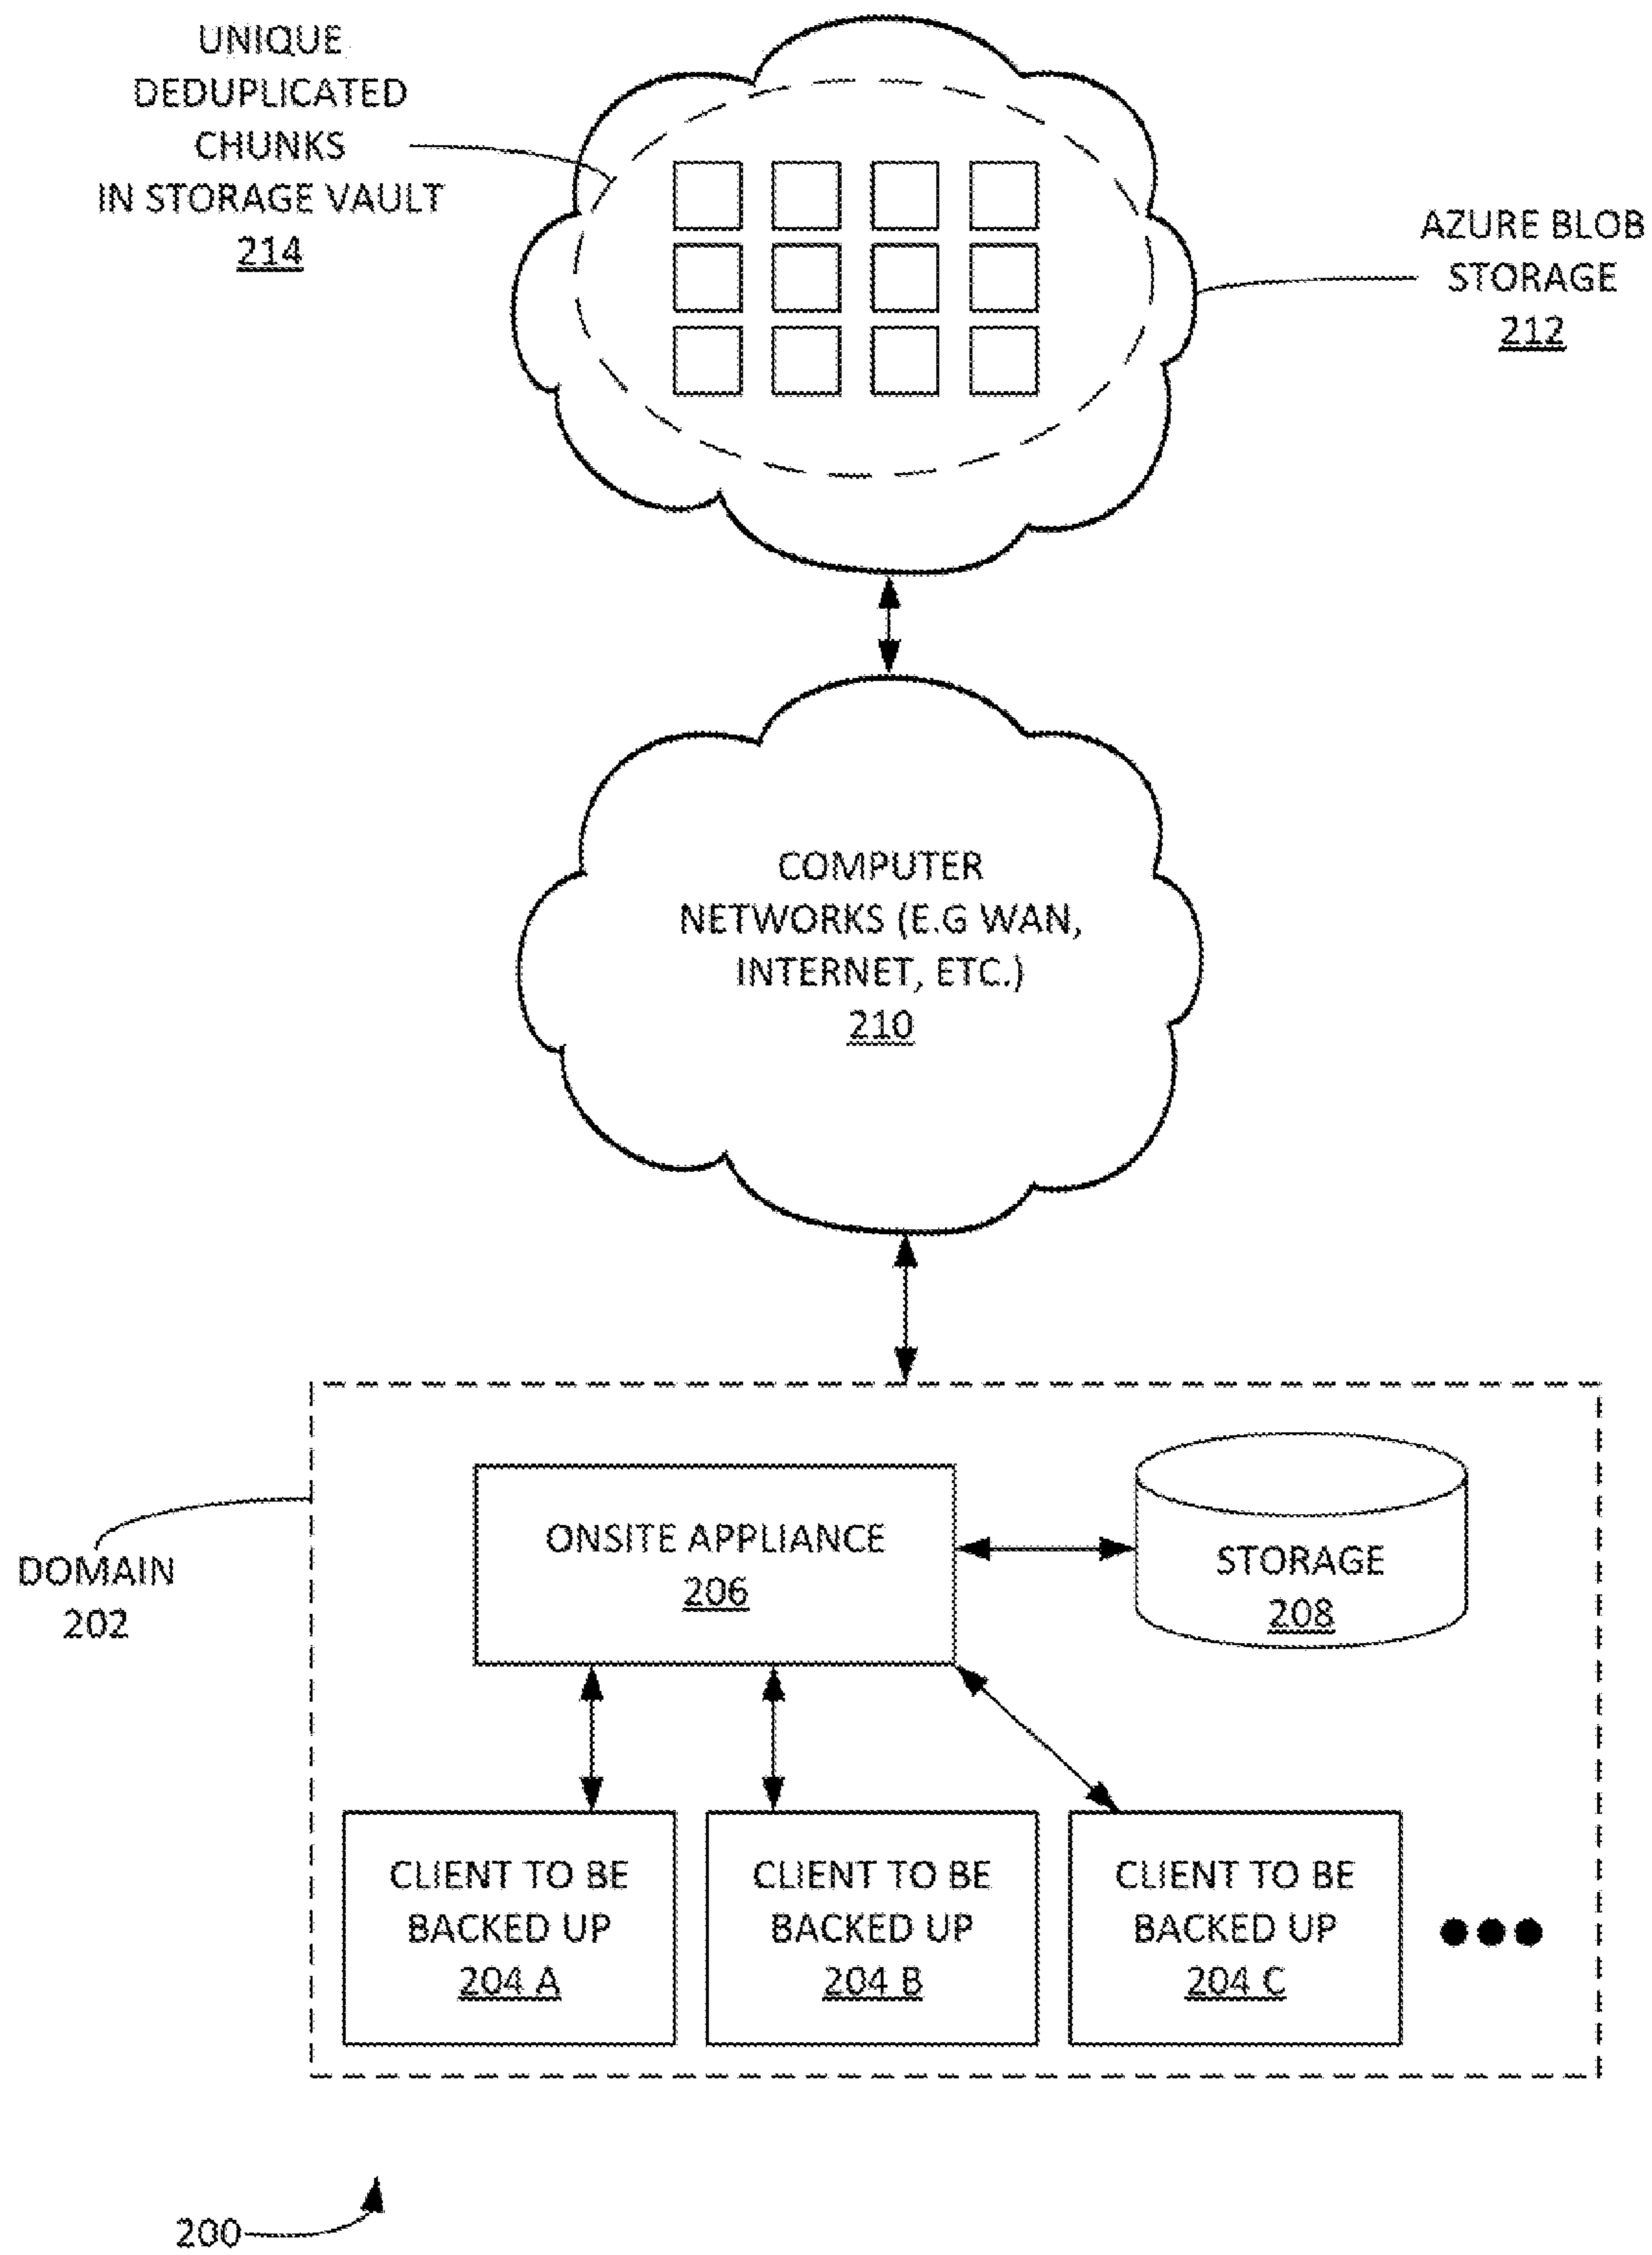 UNIQUE
DEDUPLICATED
CHUNKS
IN STORAGE VAULT
214
AZURE BLOB
STORAGE
212
COMPUTER
NETWORKS (E.G WAN,
INTERNET, ETC.)
210
DOMAIN
202
ONSITE APPLIANCE
206
STORAGE
208
CLIENT TO BE
BACKED UP
204 A
CLIENT TO BE
BACKED UP
204 B
CLIENT TO BE
BACKED UP
204 C
200